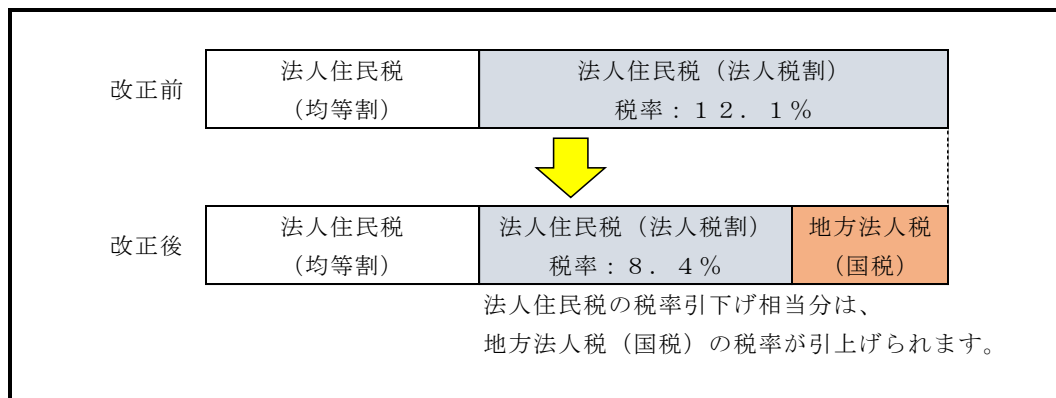 改正前
法人住民税
（均等割）
法人住民税（法人税割）
税率：１２．１％
改正後
法人住民税
（均等割）
法人住民税（法人税割）
税率：８．４％
地方法人税
（国税）
法人住民税の税率引下げ相当分は、
地方法人税（国税）の税率が引上げられます。